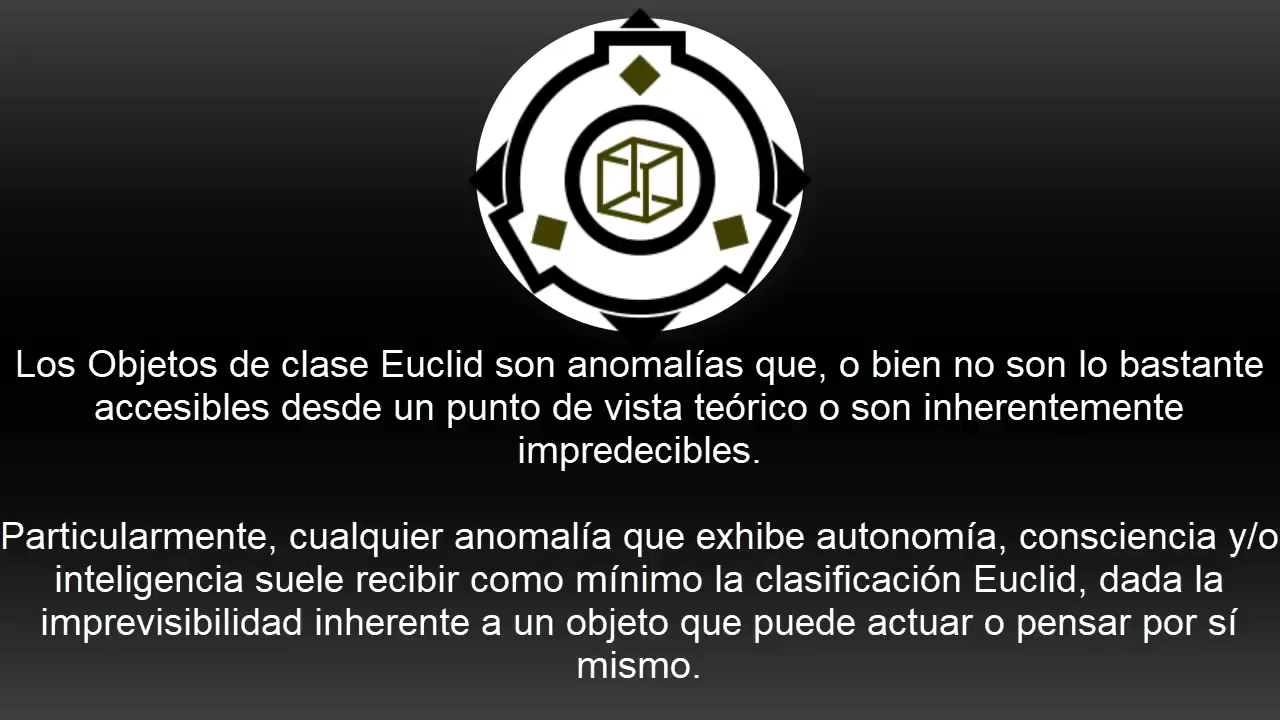 Los Objetos de clase Euclid son anomalías que, o bien no son lo bastante
accesibles desde un punto de vista teórico o son inherentemente
impredecibles.
Particularmente, cualquier anomalía que exhibe autonomía, consciencia y/o
inteligencia suele recibir como mínimo la clasificación Euclid, dada la
imprevisibilidad inherente a un objeto que puede actuar o pensar por sí
mismo.